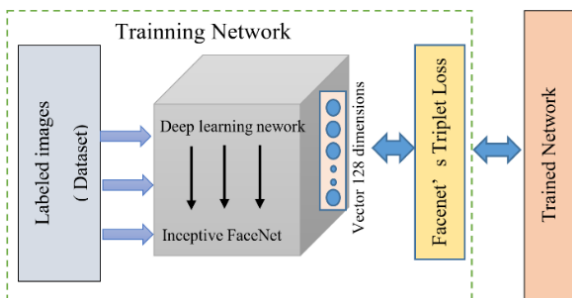 Trainning Network
Labeled images
( Dataset)
Deep learning nework
Inceptive FaceNet
Vector 128 dimensions
Facenet’ s Triplet Loss
Trained Network